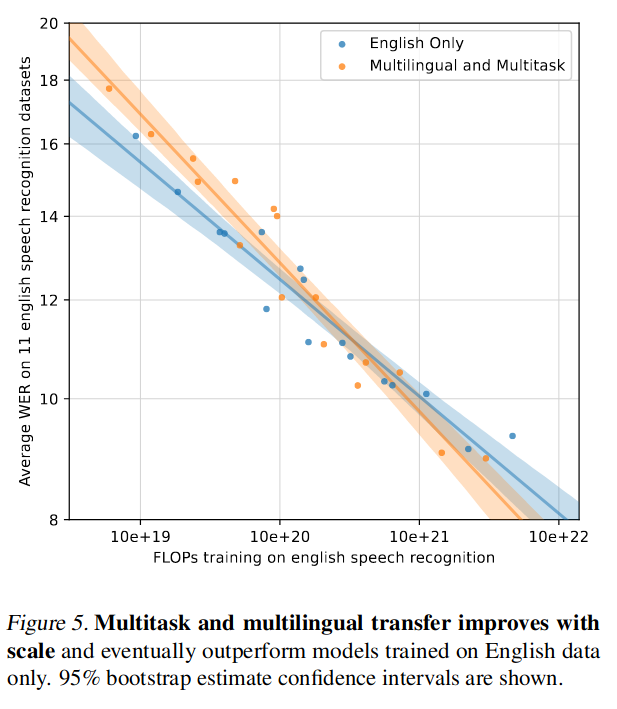 20
18
16
14
12
10
8
Average WER on 11 english speech recognition datasets
English Only
Multilingual and Multitask
10e+19 10e+20 10e+21 10e+22
FLOPs training on english speech recognition
Figure 5. Multitask and multilingual transfer improves with
scale and eventually outperform models trained on English data
only. 95% bootstrap estimate confidence intervals are shown.